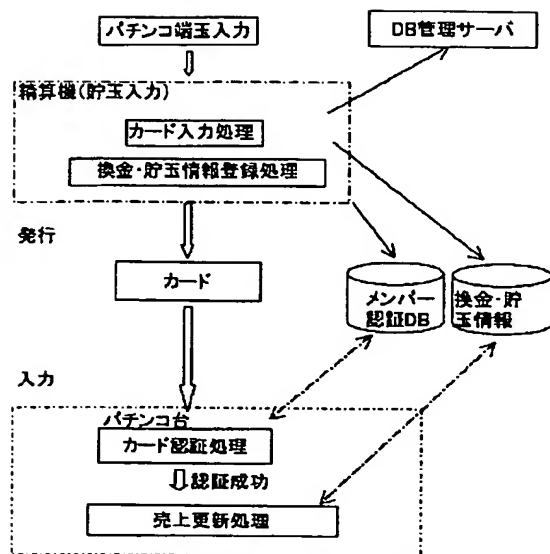 パチンコ端玉入力
DB管理サーバ
精算機(貯玉入力)
カード入力処理
換金・貯玉情報登録処理
発行
カード
メンバー
認証DB
換金・貯
玉情報
入力
パチンコ台
カード認証処理
認証成功
売上更新処理